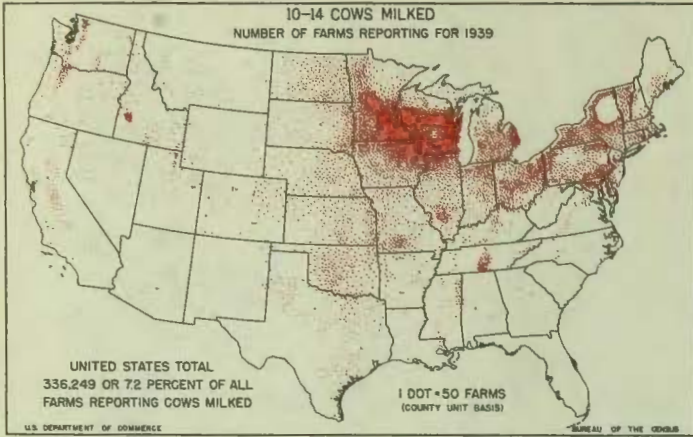 10-14 COWS MILKED
NUMBER OF FARMS REPORTING FOR 1939
UNITED STATES TOTAL
336,249 OR 7.2 PERCENT OF ALL
FARMS REPORTING COWS MILKED
1 DOT = 50 FARMS
(COUNTY UNIT BASIS)
U.S. DEPARTMENT OF COMMERCE
BUREAU OF THE CENSUS